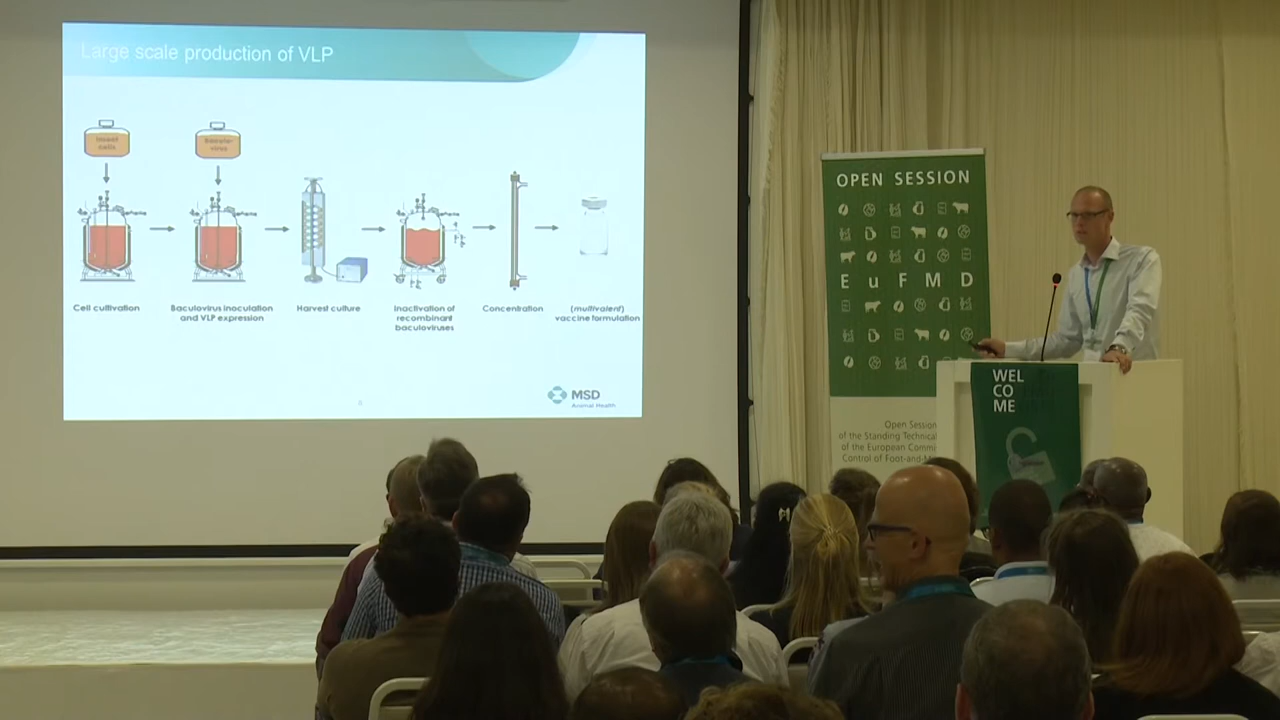 Large scale production of VLP
Insect
cells
Baculo-
virus
Cell cultivation
Baculovirus inoculation
and VLP expression
Harvest culture
Inactivation of
recombinant
baculoviruses
Concentration
(multivalent)
vaccine formulation
MSD
Animal Health
OPEN SESSION
E u F M D
Open Session
of the Standing Technical
of the European Commi
Control of Foot-and-M
WEL
CO
ME